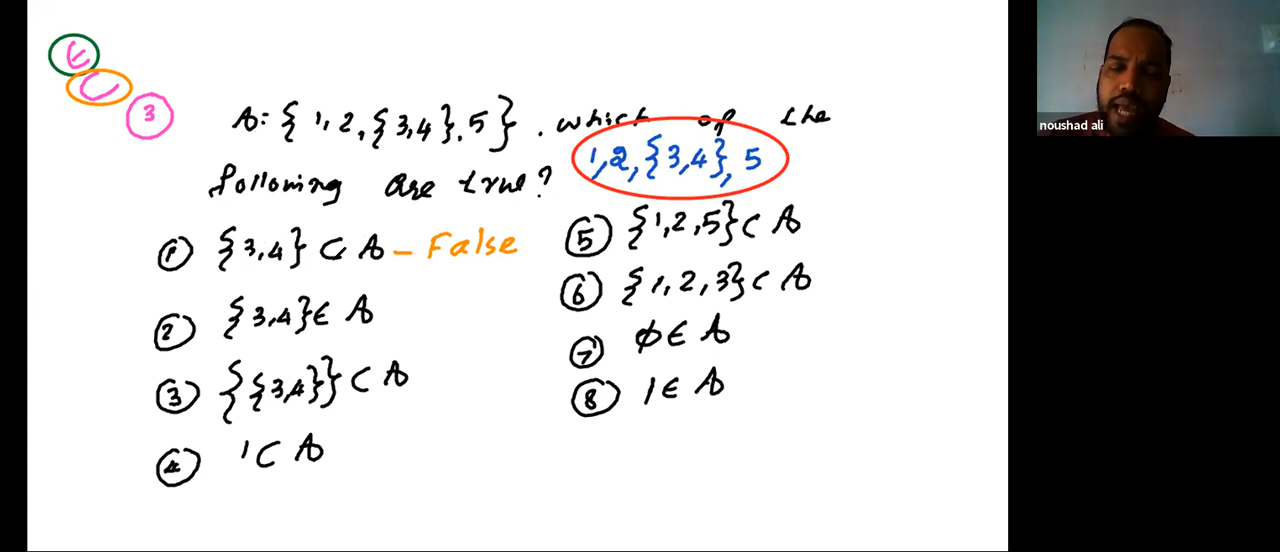 E
C
3
A: {1, 2, {3, 4}, 5}. which of the
following are true?
1, 2, {3, 4}, 5
① {3, 4} ⊂ A – False
② {3, 4} ∈ A
③ {{3, 4}} ⊂ A
④ 1 ⊂ A
⑤ {1, 2, 5} ⊂ A
⑥ {1, 2, 3} ⊂ A
⑦ ϕ ∈ A
⑧ 1 ∈ A
noushad ali